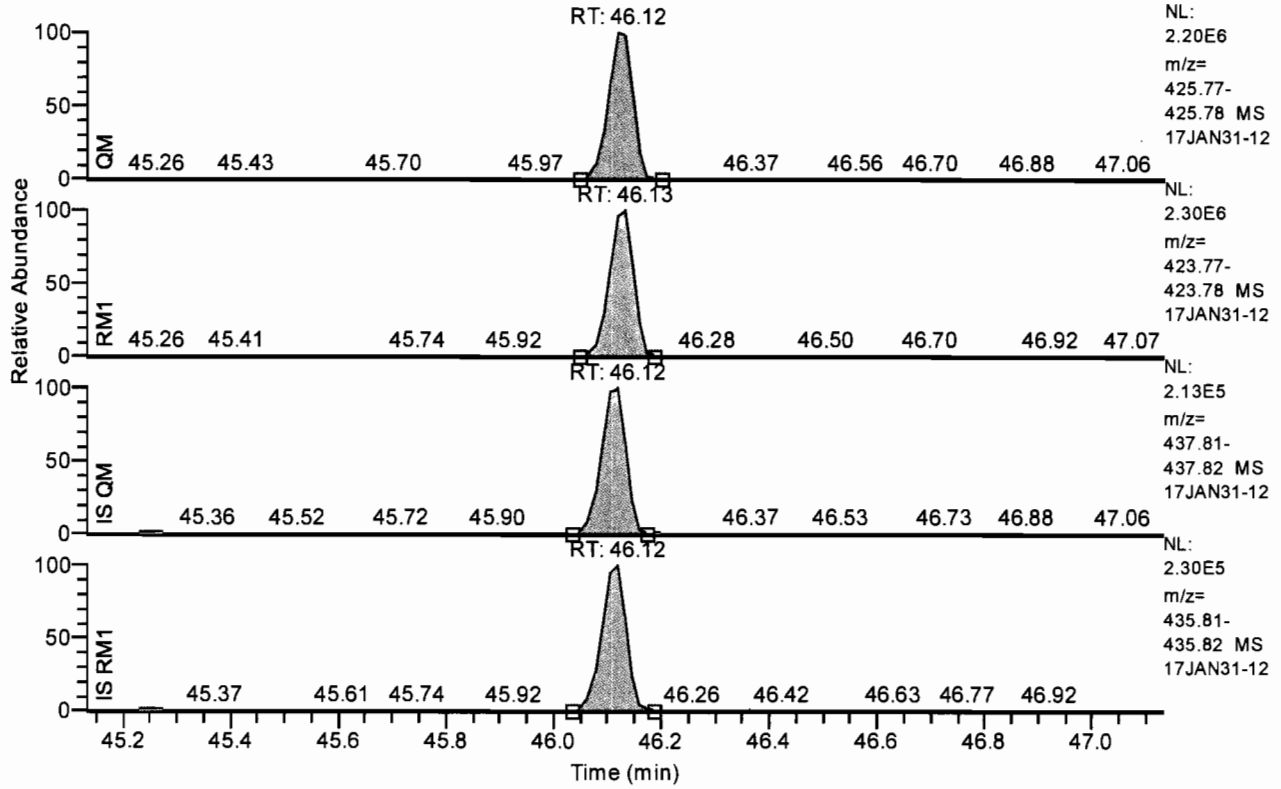 RT: 46.12
NL:
2.20E6
m/z=
425.77-
425.78 MS
17JAN31-12
100
50
0
QM
45.26 45.43 45.70 45.97 46.37 46.56 46.70 46.88 47.06
RT: 46.13
NL:
2.30E6
m/z=
423.77-
423.78 MS
17JAN31-12
100
50
0
RM1
45.26 45.41 45.74 45.92 46.28 46.50 46.70 46.92 47.07
Relative Abundance
RT: 46.12
NL:
2.13E5
m/z=
437.81-
437.82 MS
17JAN31-12
100
50
0
IS QM
45.36 45.52 45.72 45.90 46.37 46.53 46.73 46.88 47.06
RT: 46.12
NL:
2.30E5
m/z=
435.81-
435.82 MS
17JAN31-12
100
50
0
IS RM1
45.37 45.61 45.74 45.92 46.26 46.42 46.63 46.77 46.92
45.2 45.4 45.6 45.8 46.0 46.2 46.4 46.6 46.8 47.0
Time (min)